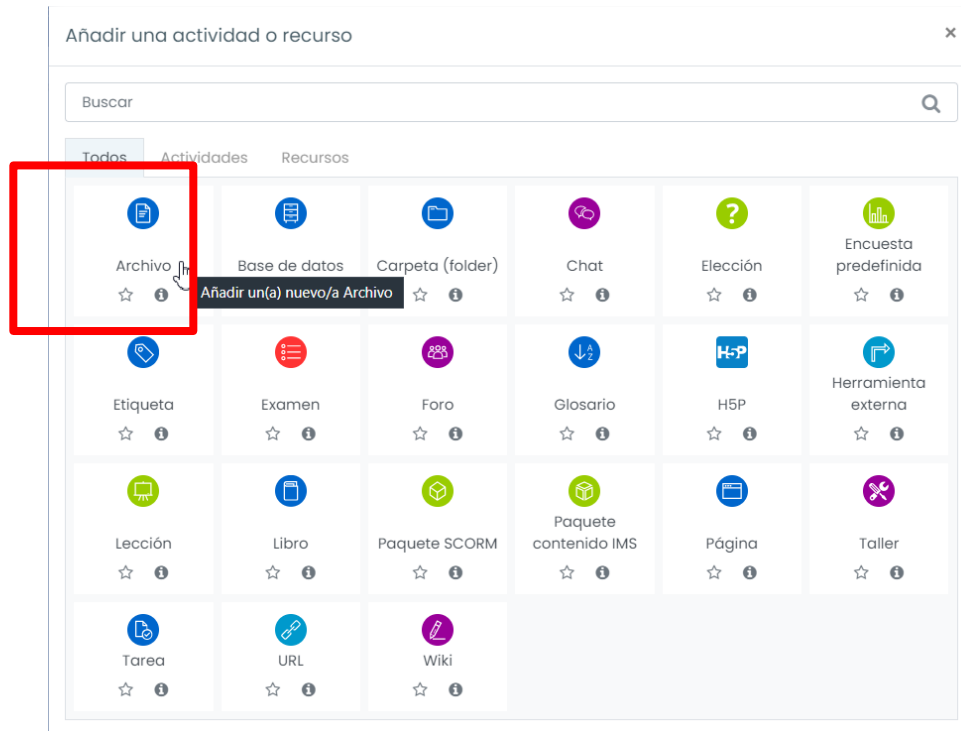 Añadir una actividad o recurso
×
Buscar
Todos Actividades Recursos
Archivo
Base de datos
Carpeta (folder)
Chat
Elección
Encuesta
predefinida
Añadir un(a) nuevo/a Archivo
Etiqueta
Examen
Foro
Glosario
H5P
H5P
Herramienta
externa
Lección
Libro
Paquete SCORM
Paquete
contenido IMS
Página
Taller
Tarea
URL
Wiki